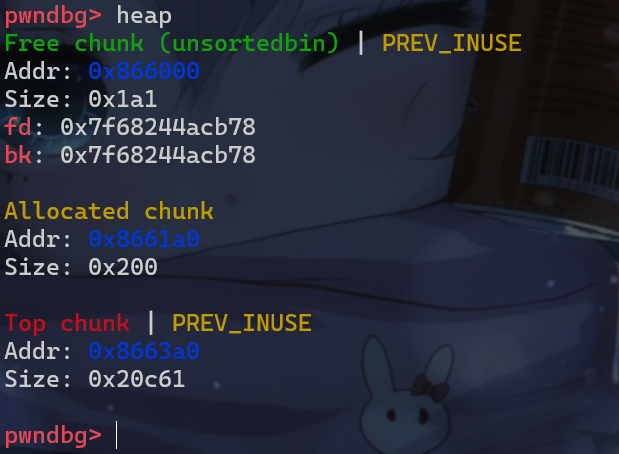 pwndbg> heap
Free chunk (unsortedbin) | PREV_INUSE
Addr: 0x866000
Size: 0x1a1
fd: 0x7f68244acb78
bk: 0x7f68244acb78
Allocated chunk
Addr: 0x8661a0
Size: 0x200
Top chunk | PREV_INUSE
Addr: 0x8663a0
Size: 0x20c61
pwndbg>